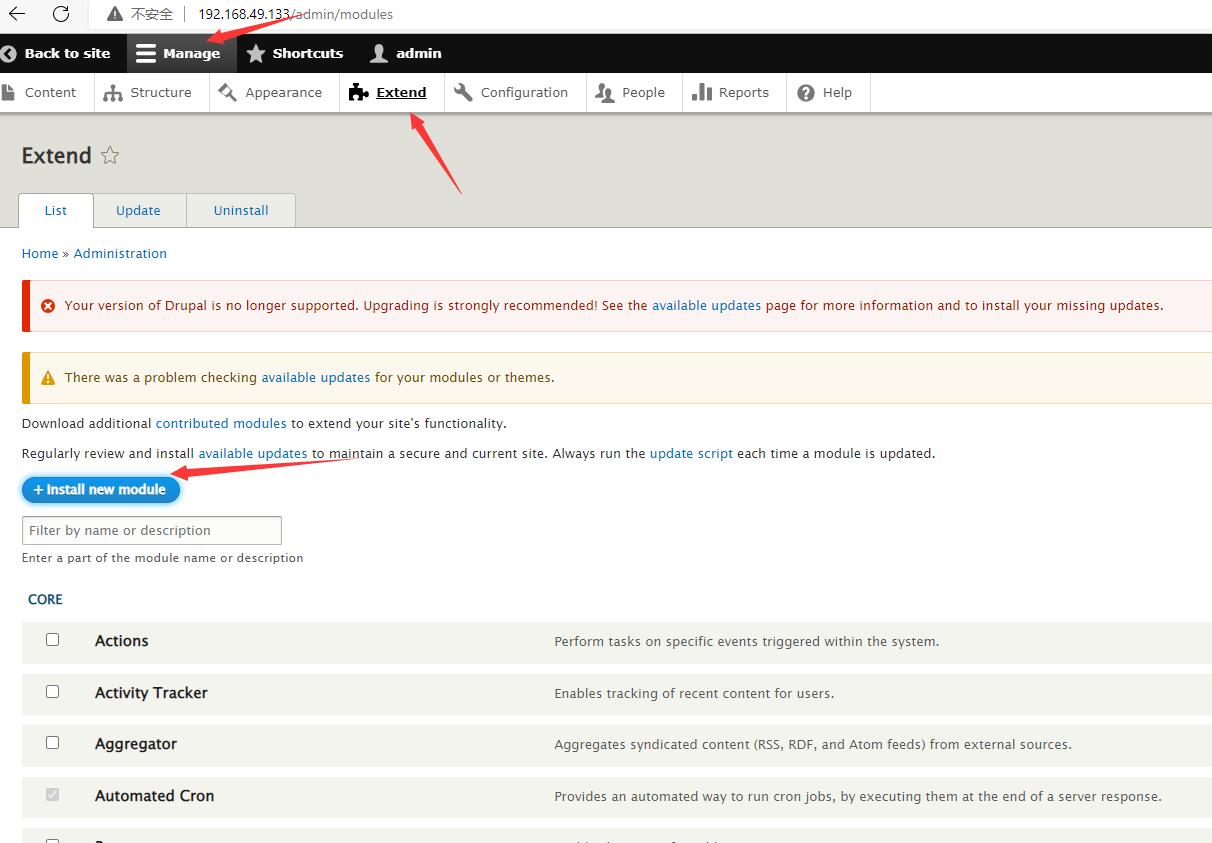 不安全 192.168.49.133/admin/modules
Back to site Manage Shortcuts admin
Content Structure Appearance Extend Configuration People Reports Help
Extend
List Update Uninstall
Home » Administration
Your version of Drupal is no longer supported. Upgrading is strongly recommended! See the available updates page for more information and to install your missing updates.
There was a problem checking available updates for your modules or themes.
Download additional contributed modules to extend your site's functionality.
Regularly review and install available updates to maintain a secure and current site. Always run the update script each time a module is updated.
+ Install new module
Filter by name or description
Enter a part of the module name or description
CORE
Actions Perform tasks on specific events triggered within the system.
Activity Tracker Enables tracking of recent content for users.
Aggregator Aggregates syndicated content (RSS, RDF, and Atom feeds) from external sources.
Automated Cron Provides an automated way to run cron jobs, by executing them at the end of a server response.